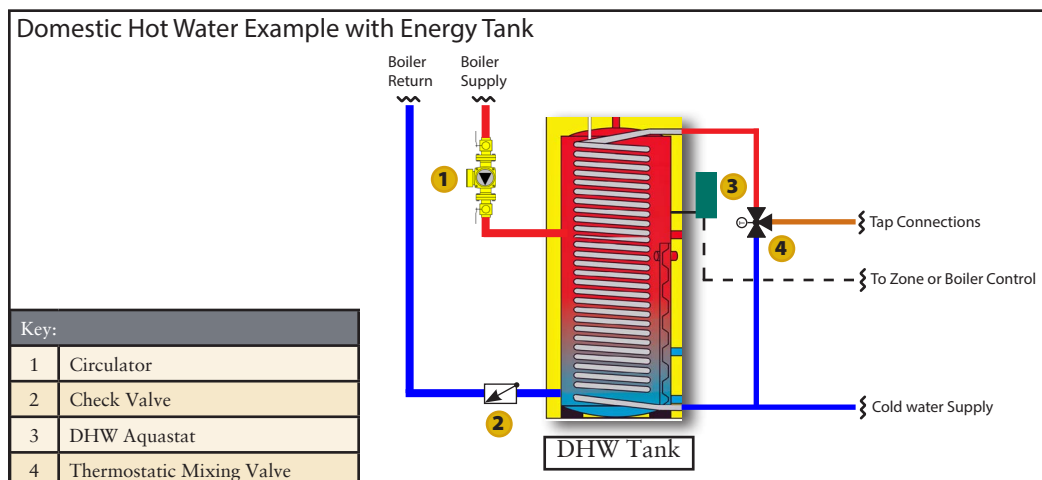 Domestic Hot Water Example with Energy Tank
Boiler
Return
Boiler
Supply
1
3
Tap Connections
4
To Zone or Boiler Control
Key:
1 Circulator
2 Check Valve
3 DHW Aquastat
4 Thermostatic Mixing Valve
2
Cold water Supply
DHW Tank